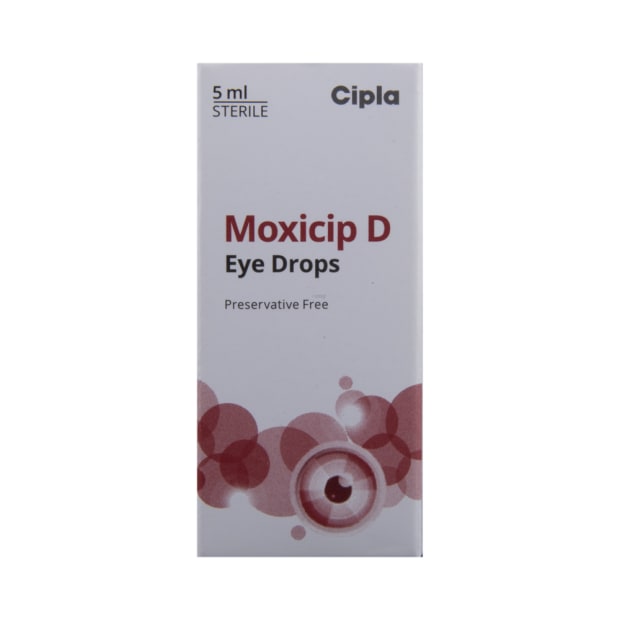 5 ml
STERILE
Cipla
Moxicip D
Eye Drops
Preservative Free